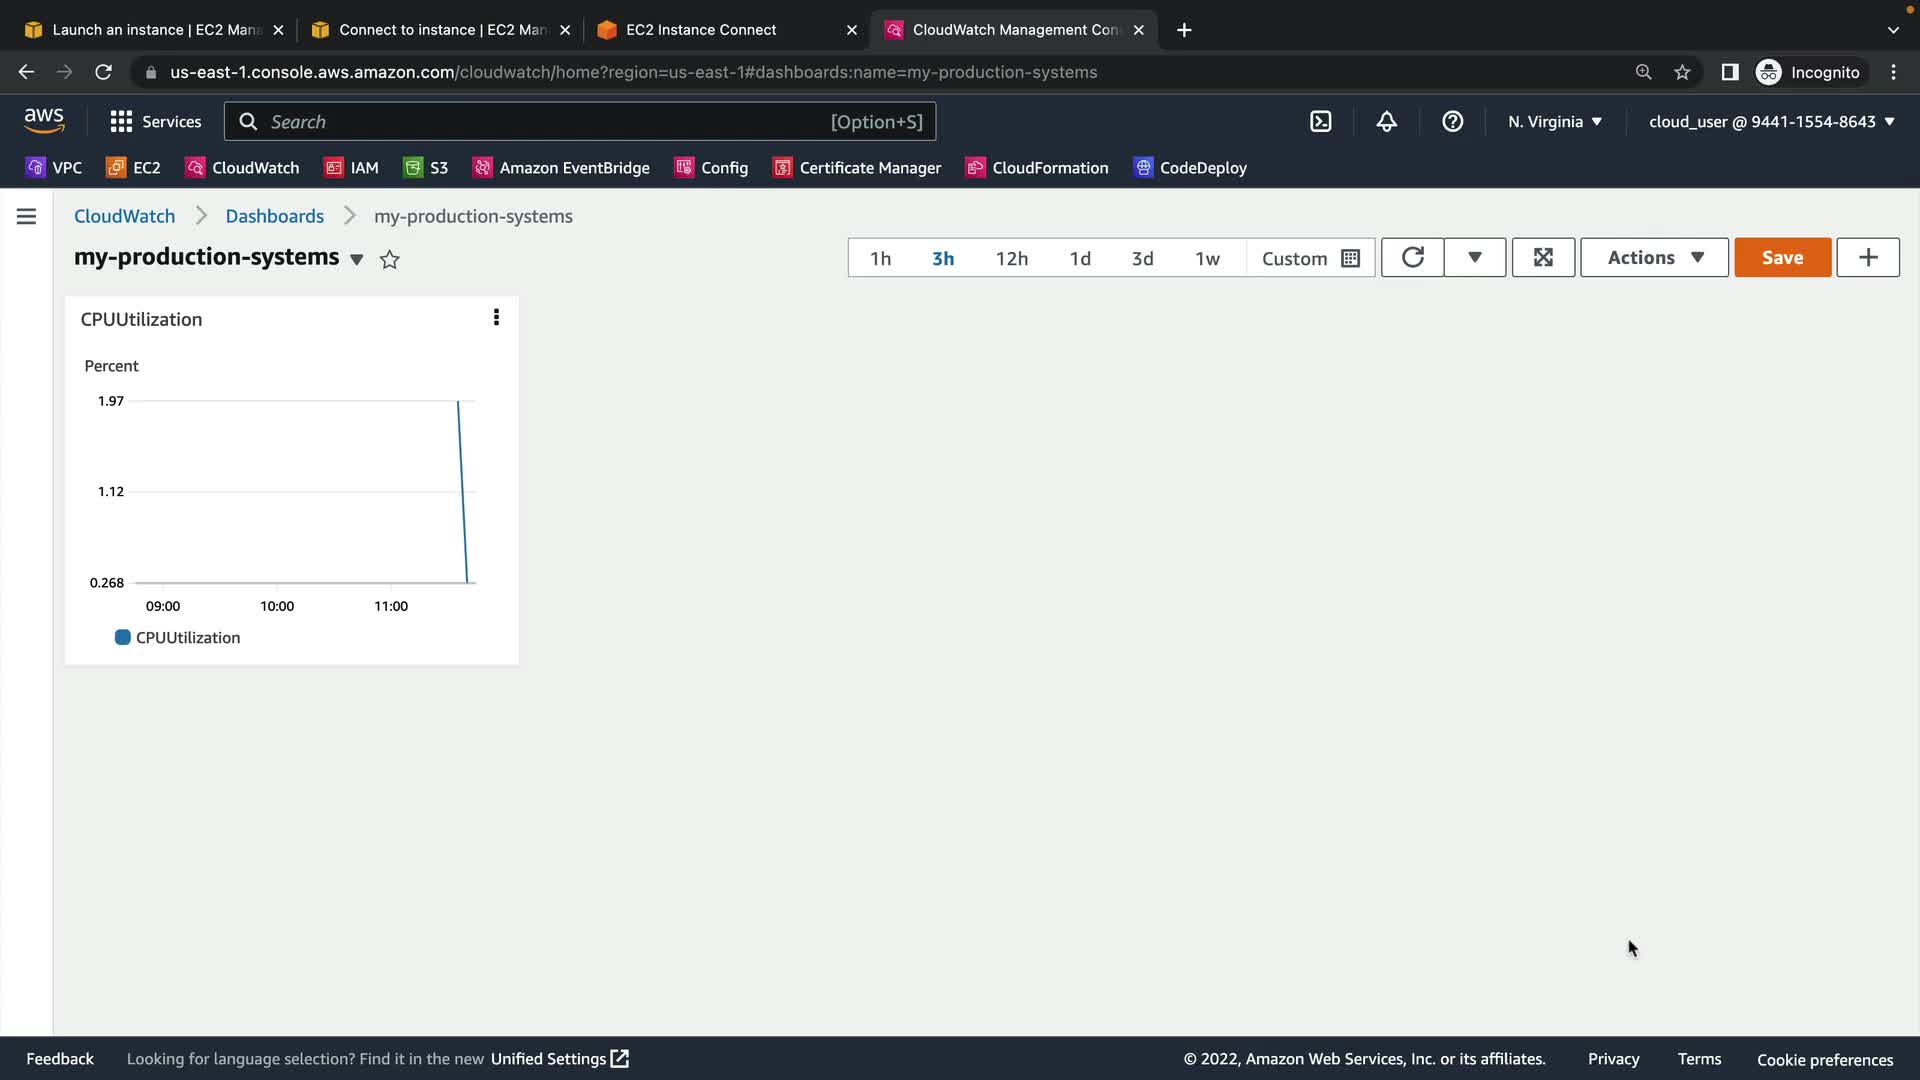 Launch an instance | EC2 Mana
Connect to instance | EC2 Man
EC2 Instance Connect
CloudWatch Management Con
us-east-1.console.aws.amazon.com/cloudwatch/home?region=us-east-1#dashboards:name=my-production-systems
Incognito
aws
Services
Search
[Option+S]
N. Virginia
cloud_user @ 9441-1554-8643
VPC
EC2
CloudWatch
IAM
S3
Amazon EventBridge
Config
Certificate Manager
CloudFormation
CodeDeploy
CloudWatch
Dashboards
my-production-systems
my-production-systems
1h
3h
12h
1d
3d
1w
Custom
Actions
Save
CPUUtilization
Percent
1.97
1.12
0.268
09:00
10:00
11:00
CPUUtilization
Feedback
Looking for language selection? Find it in the new Unified Settings
© 2022, Amazon Web Services, Inc. or its affiliates.
Privacy
Terms
Cookie preferences